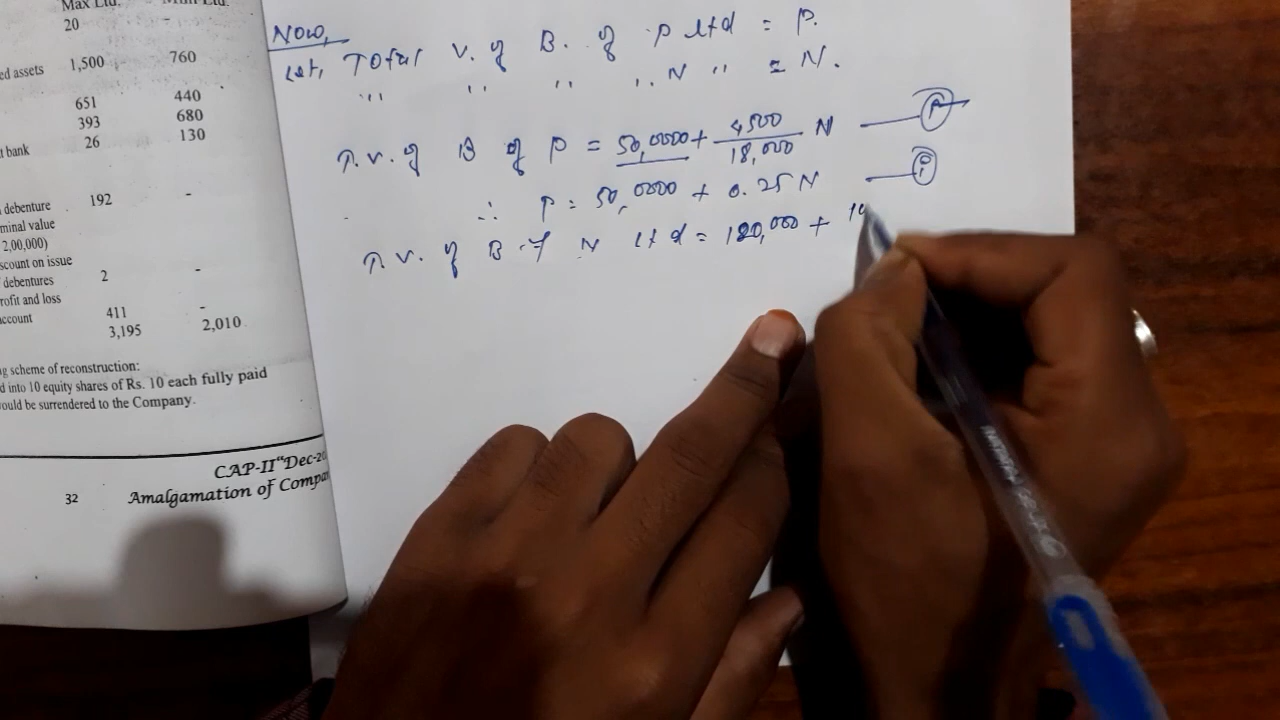 Max Ltd.
20 -
ed assets 1,500 760
651 440
393 680
t bank 26 130
debenture 192 -
minal value
2,00,000)
scount on issue
debentures 2 -
rofit and loss
account 411 -
3,195 2,010
g scheme of reconstruction:
d into 10 equity shares of Rs. 10 each fully paid
ould be surrendered to the Company.
CAP-II "Dec-20
32 Amalgamation of Compa
Now,
Let, Total V. of B. of P Ltd = P.
" " " " N " = N.
T.V. of B of P = 50,0000 + 4500/18,000 N
∴ P = 50,0000 + 0.25 N — (i)
T.V. of B of N Ltd = 180,000 +